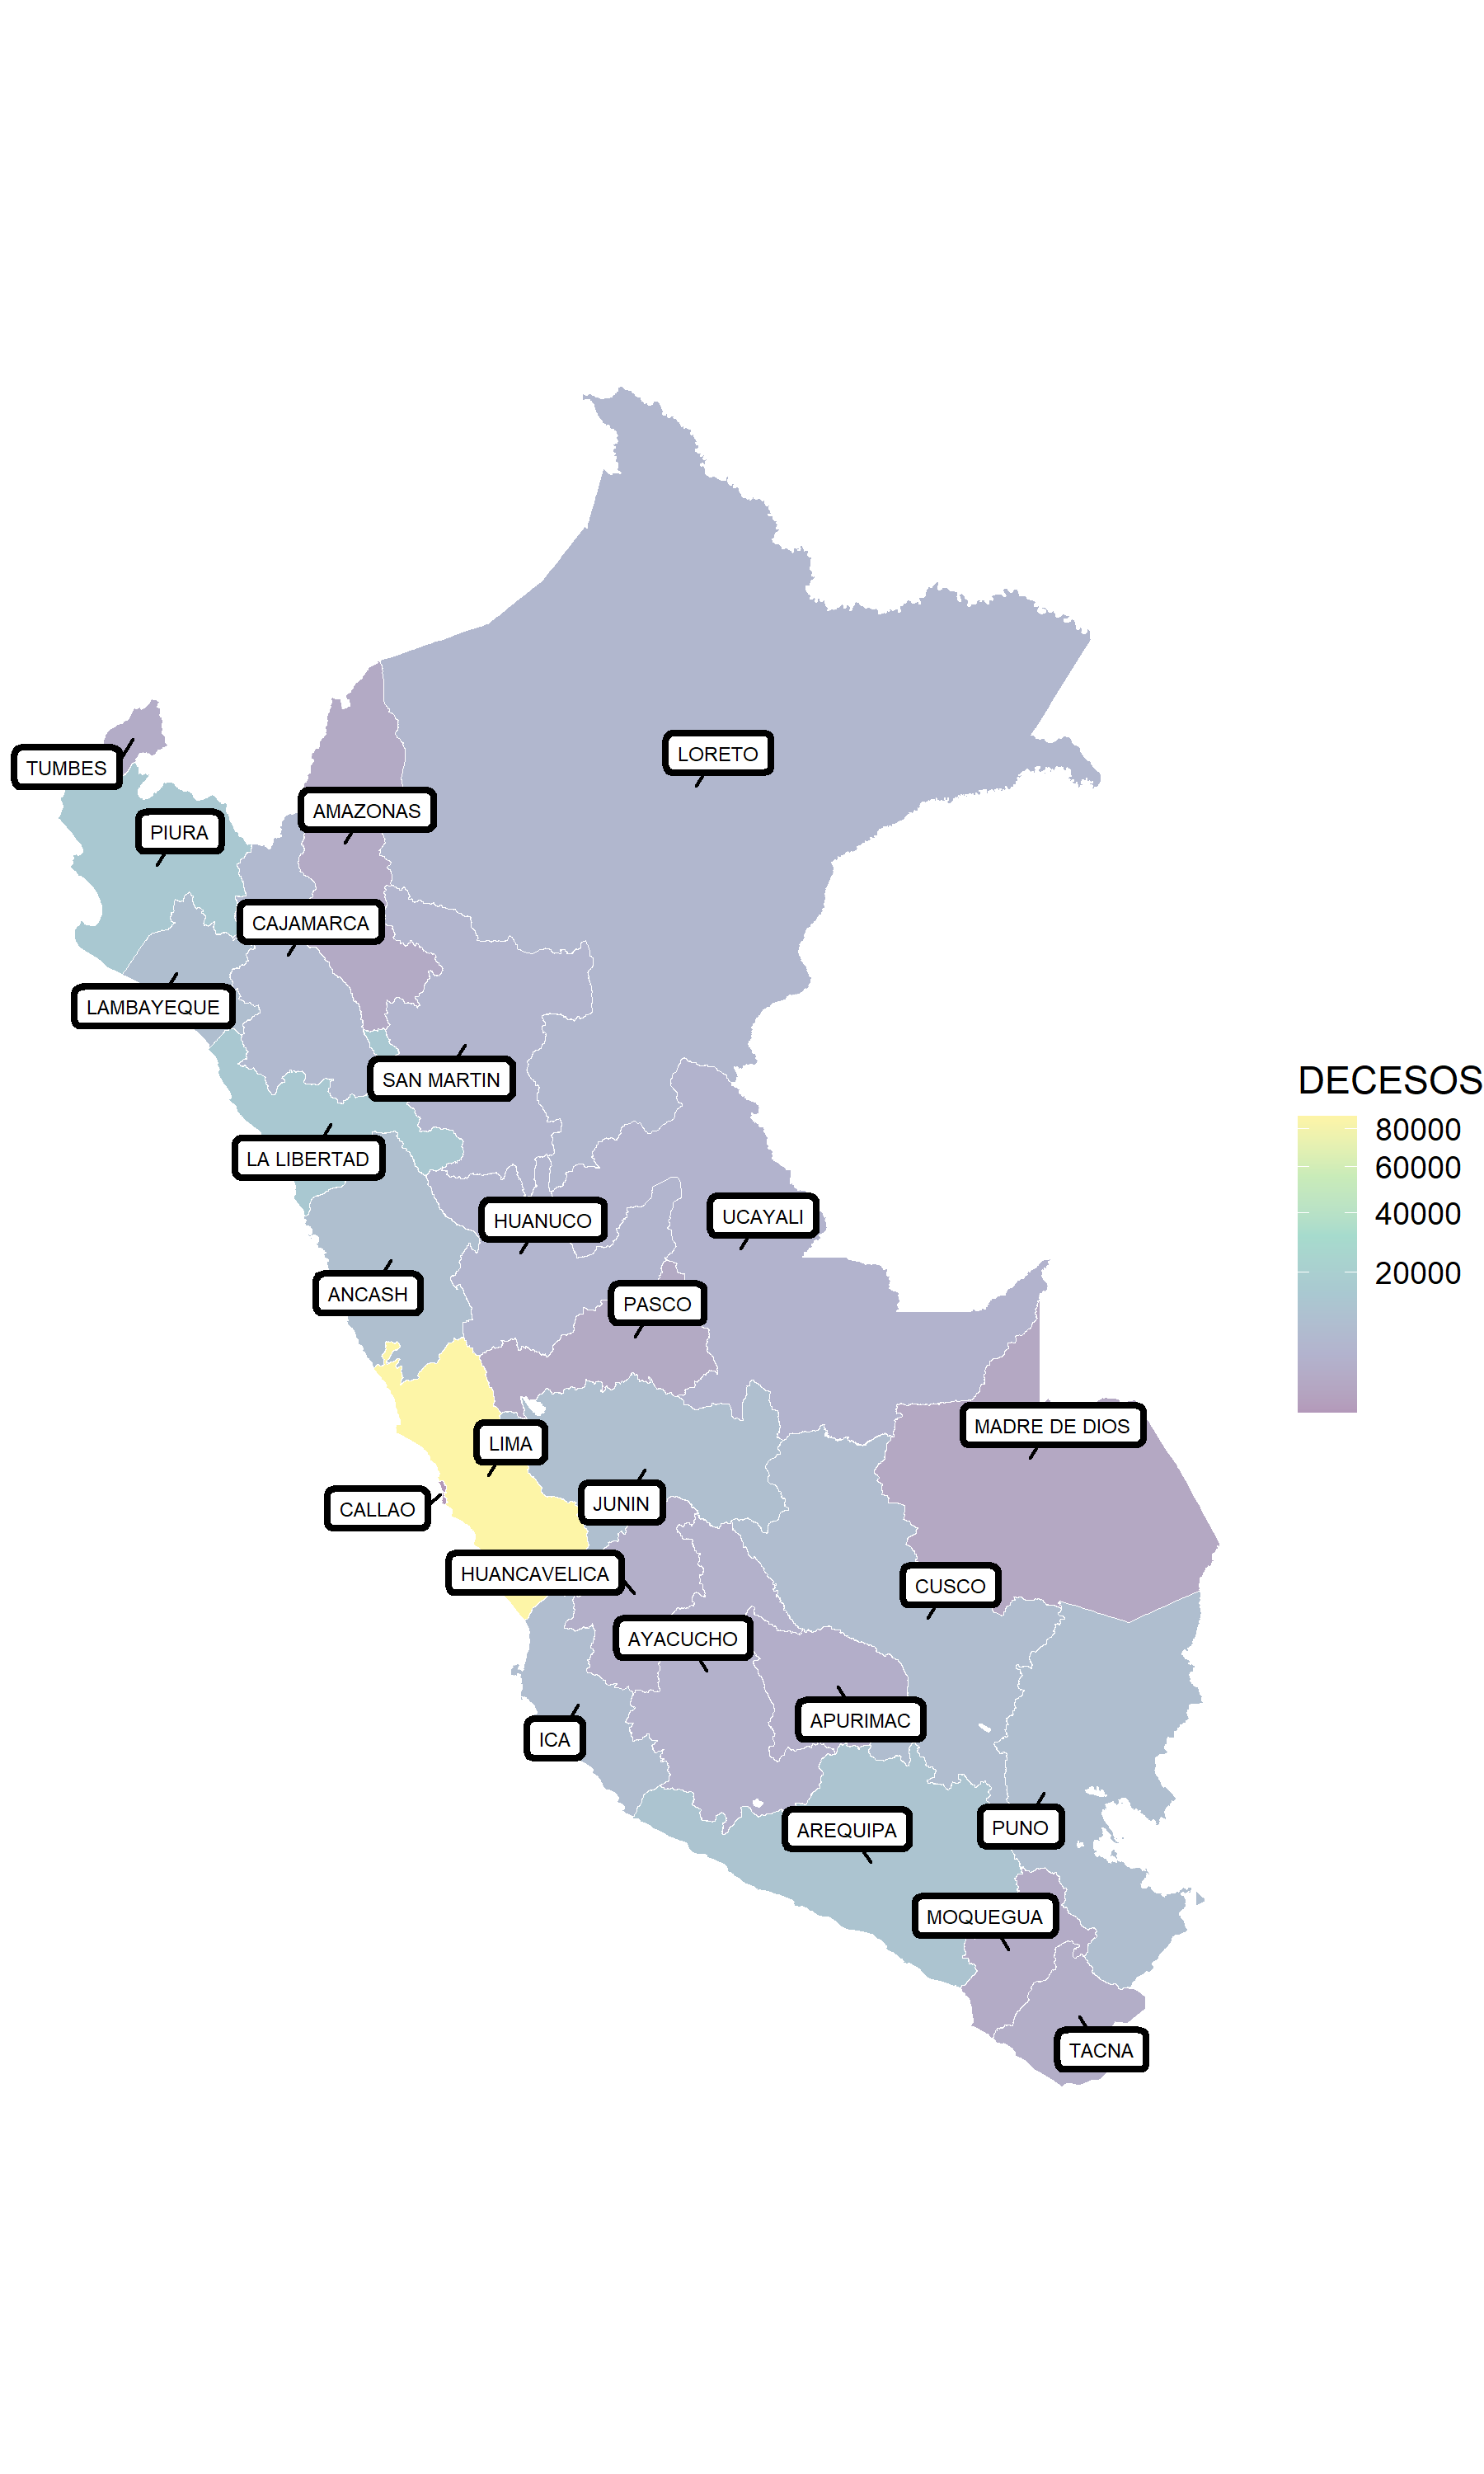 LORETO
TUMBES
AMAZONAS
PIURA
CAJAMARCA
LAMBAYEQUE
SAN MARTIN
LA LIBERTAD
HUANUCO
UCAYALI
ANCASH
PASCO
MADRE DE DIOS
LIMA
JUNIN
CALLAO
HUANCAVELICA
CUSCO
AYACUCHO
APURIMAC
ICA
AREQUIPA
PUNO
MOQUEGUA
TACNA
DECESOS
80000
60000
40000
20000